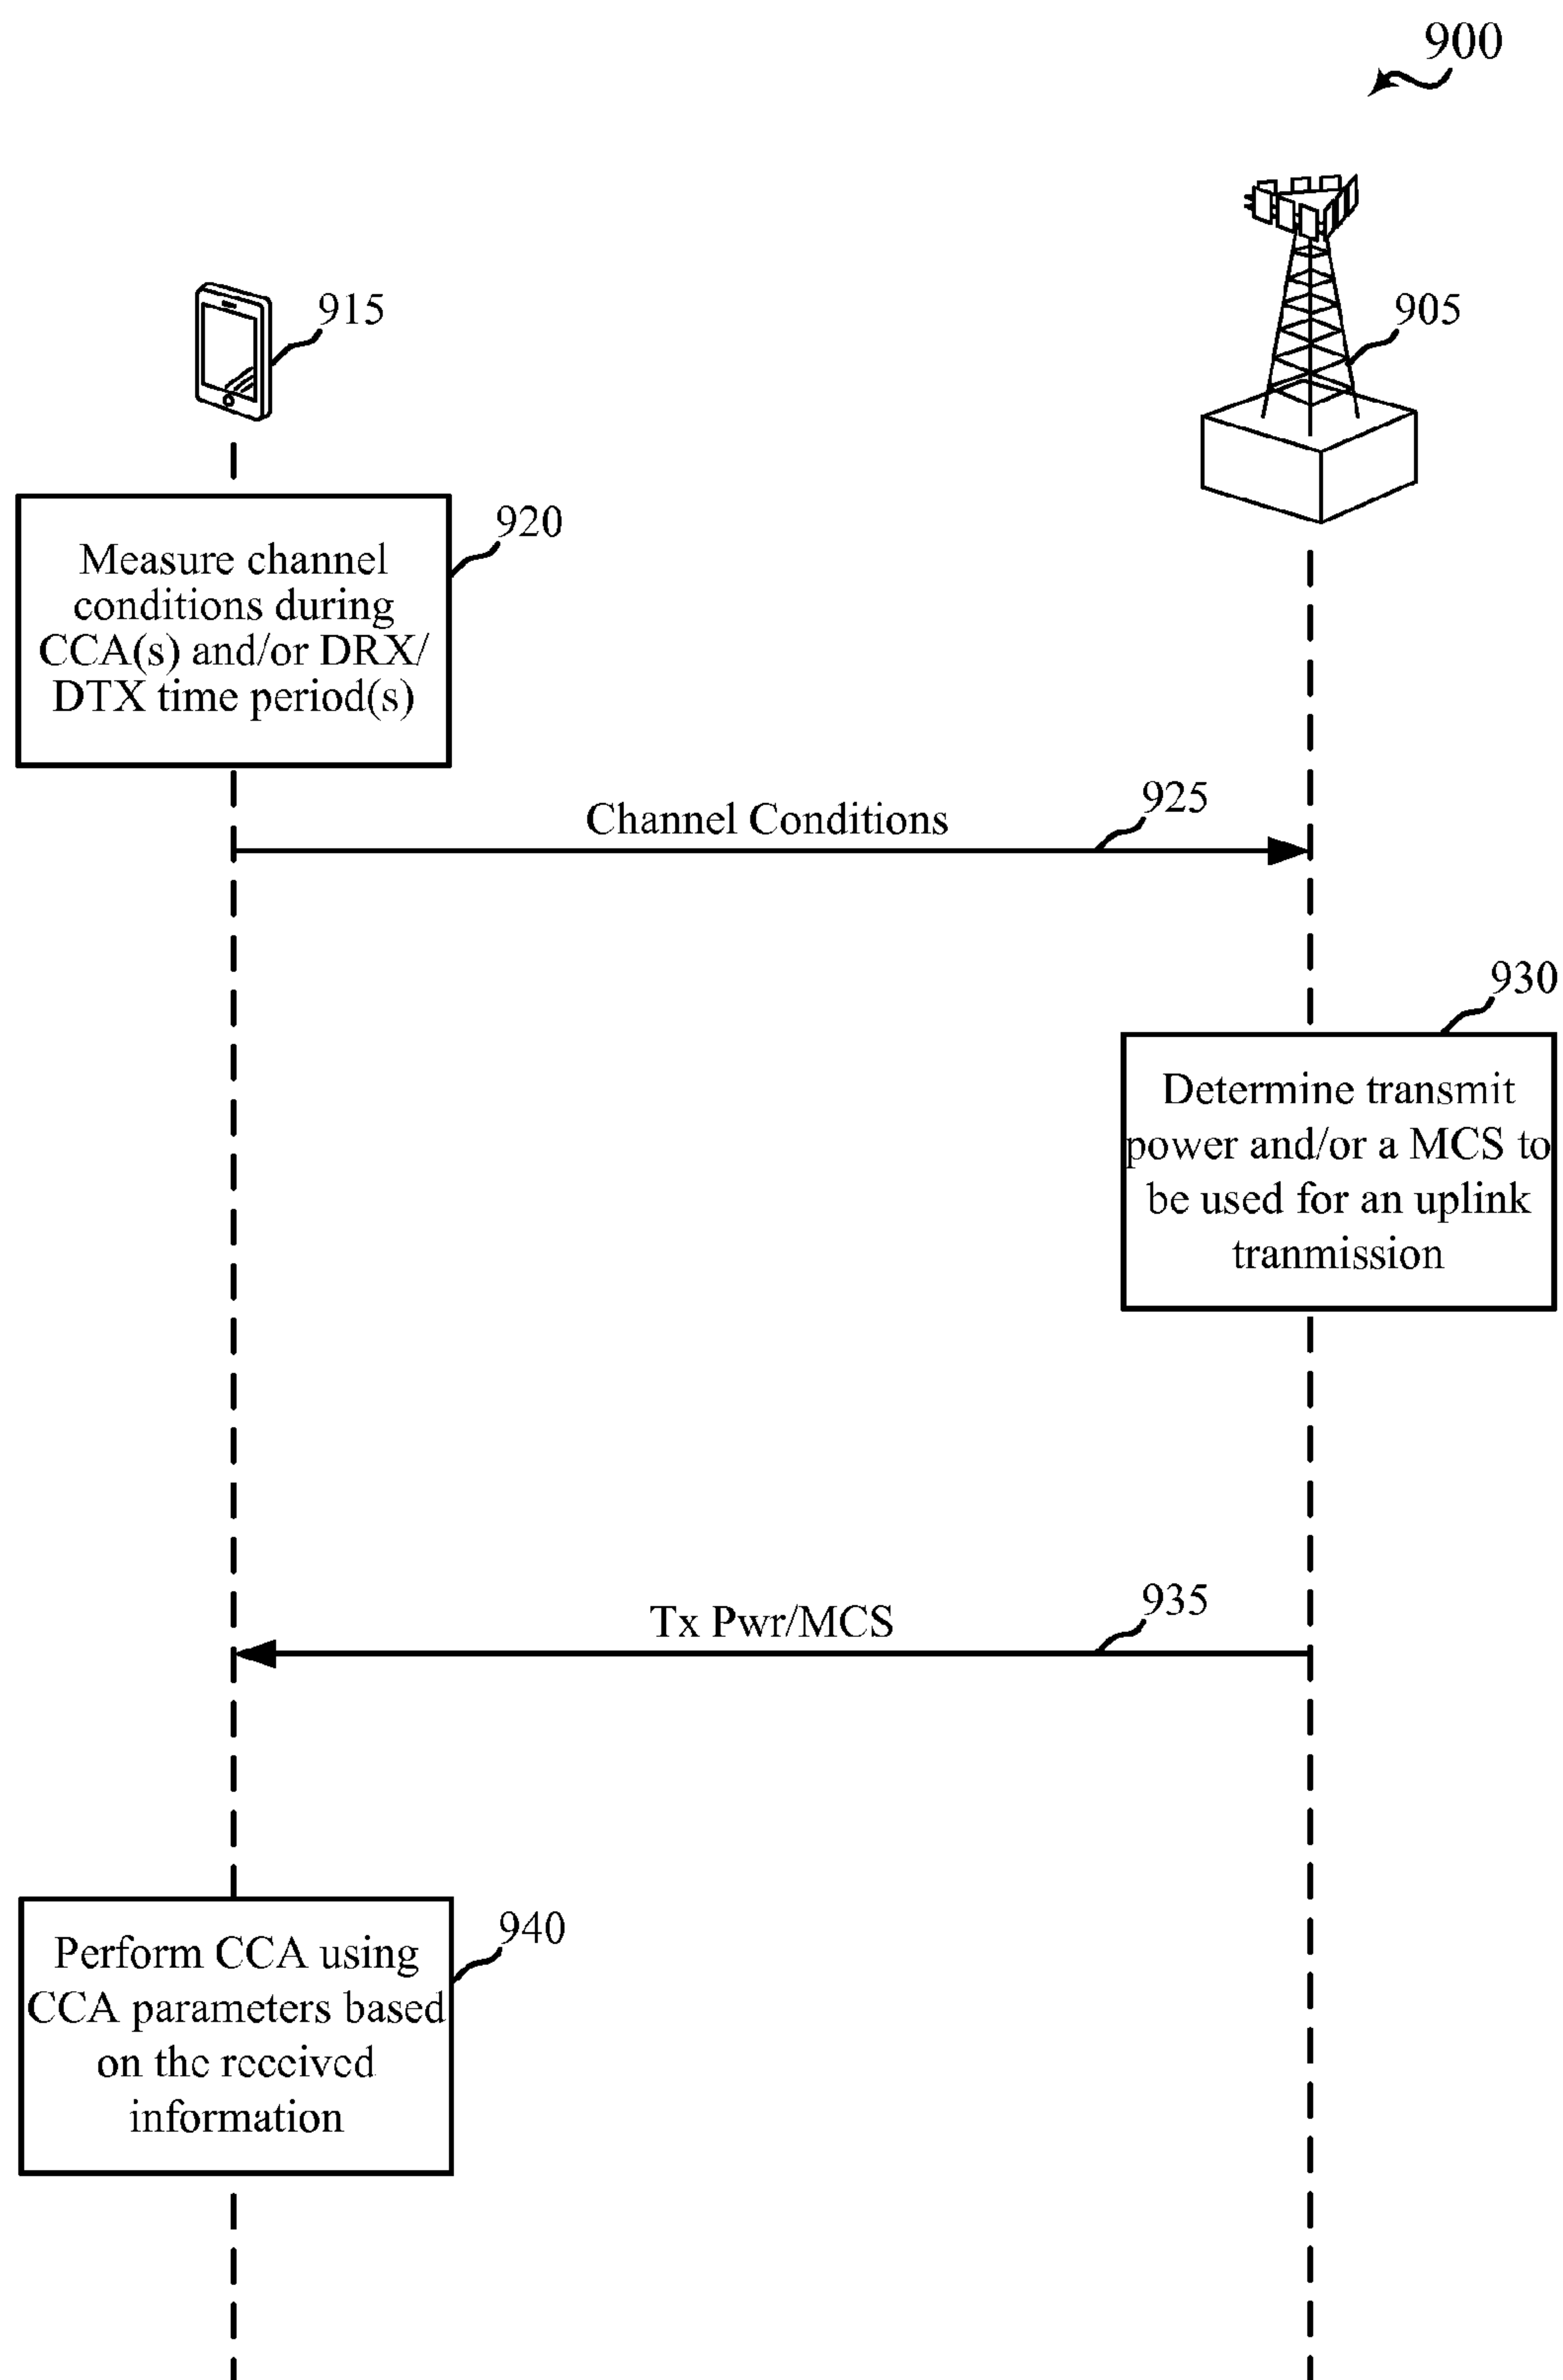 900
915
905
920
Measure channel
conditions during
CCA(s) and/or DRX/
DTX time period(s)
925
Channel Conditions
930
Determine transmit
power and/or a MCS to
be used for an uplink
tranmission
935
Tx Pwr/MCS
940
Perform CCA using
CCA parameters based
on the received
information